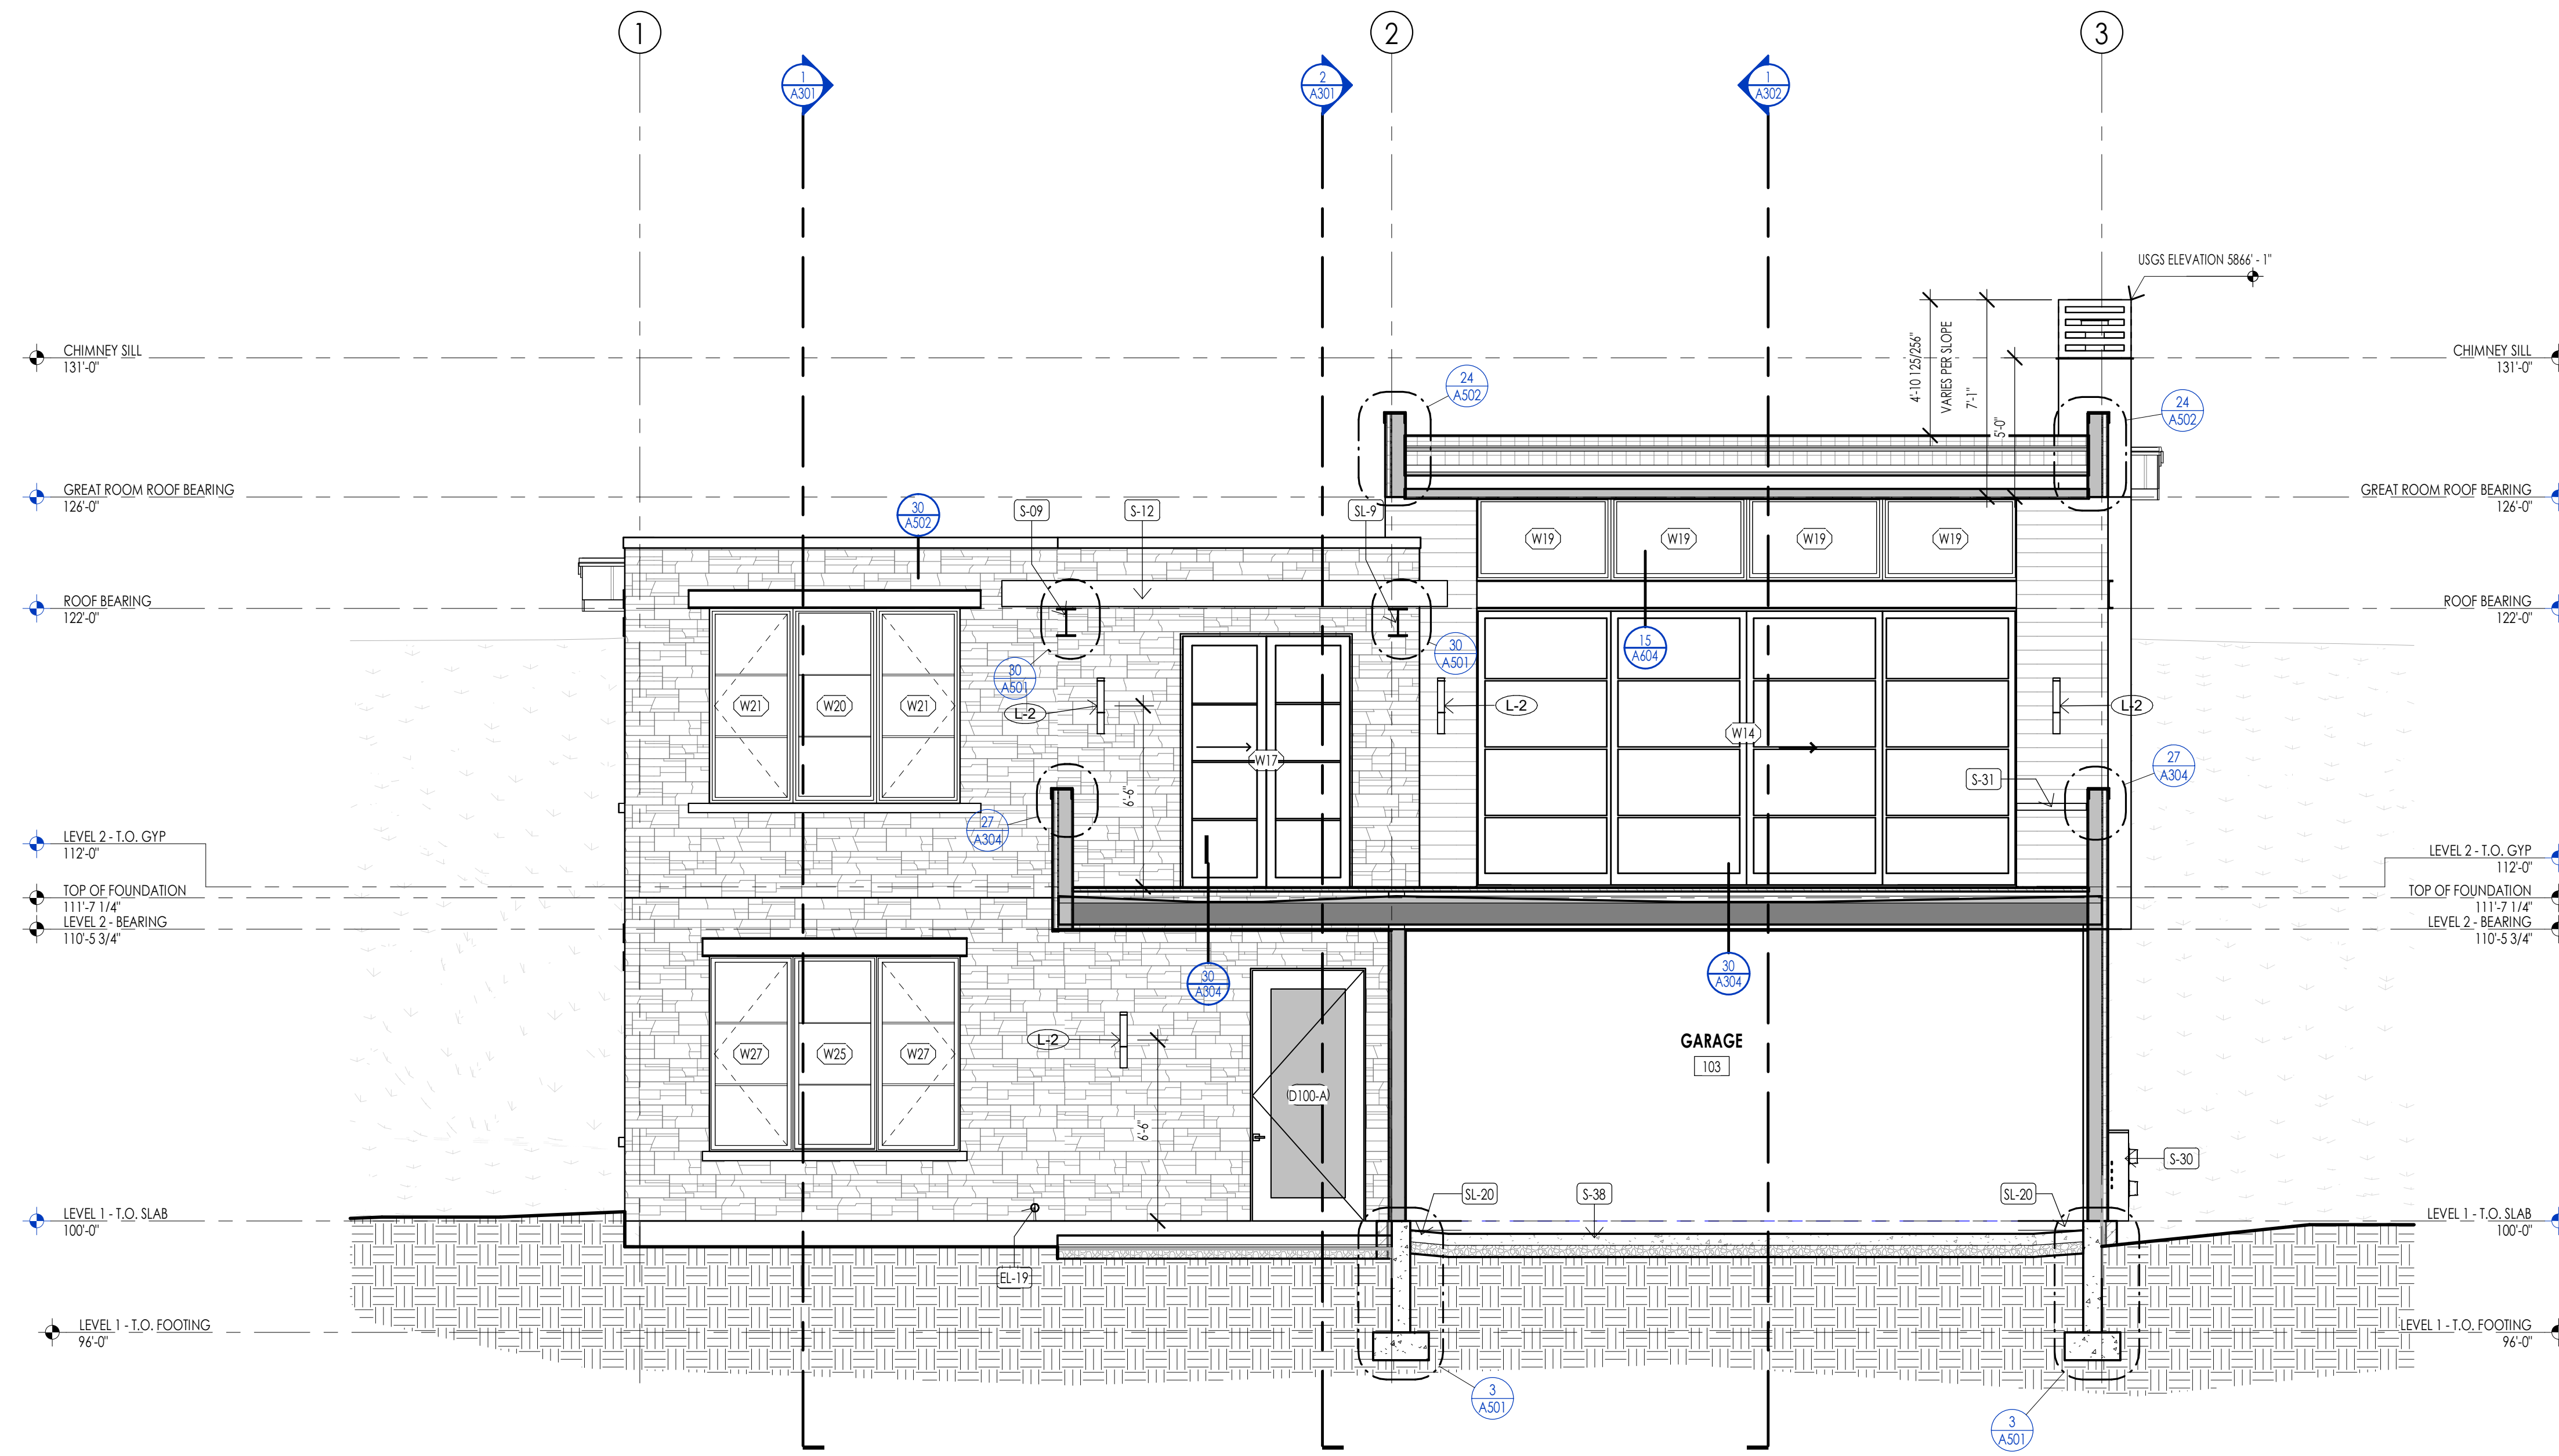 1
2
3
1
A301
2
A301
1
A302
USGS ELEVATION 5866' - 1"
4'-10 125/256"
VARIES PER SLOPE
7'-1"
5'-0"
CHIMNEY SILL
131'-0"
CHIMNEY SILL
131'-0"
24
A502
24
A502
GREAT ROOM ROOF BEARING
126'-0"
GREAT ROOM ROOF BEARING
126'-0"
30
A502
S-09
S-12
SL-9
W19
W19
W19
W19
ROOF BEARING
122'-0"
ROOF BEARING
122'-0"
30
A501
30
A501
15
A604
W21
W20
W21
L-2
L-2
L-2
W17
W14
S-31
27
A304
6'-6"
27
A304
LEVEL 2 - T.O. GYP
112'-0"
LEVEL 2 - T.O. GYP
112'-0"
TOP OF FOUNDATION
111'-7 1/4"
TOP OF FOUNDATION
111'-7 1/4"
LEVEL 2 - BEARING
110'-5 3/4"
LEVEL 2 - BEARING
110'-5 3/4"
30
A304
30
A304
W27
W25
W27
L-2
GARAGE
103
D100-A
6'-6"
S-30
SL-20
S-38
SL-20
LEVEL 1 - T.O. SLAB
100'-0"
LEVEL 1 - T.O. SLAB
100'-0"
EL-19
LEVEL 1 - T.O. FOOTING
96'-0"
LEVEL 1 - T.O. FOOTING
96'-0"
3
A501
3
A501